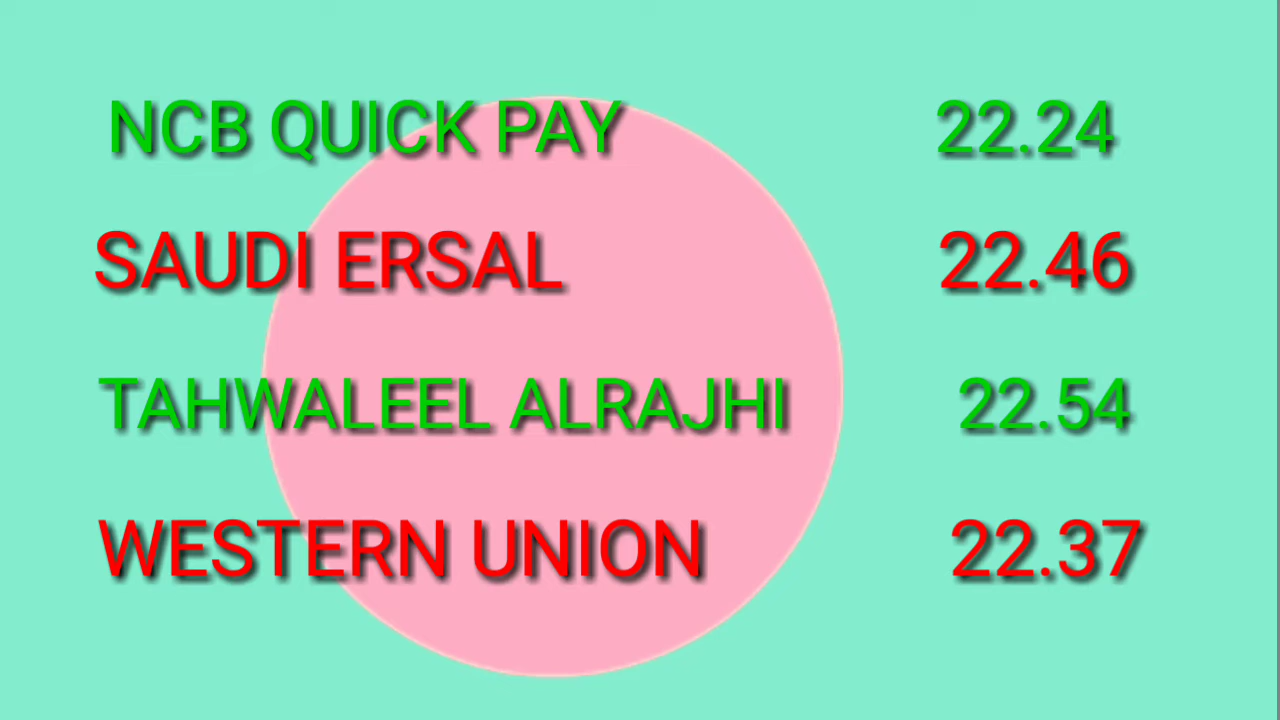 NCB QUICK PAY 22.24
SAUDI ERSAL 22.46
TAHWALEEL ALRAJHI 22.54
WESTERN UNION 22.37